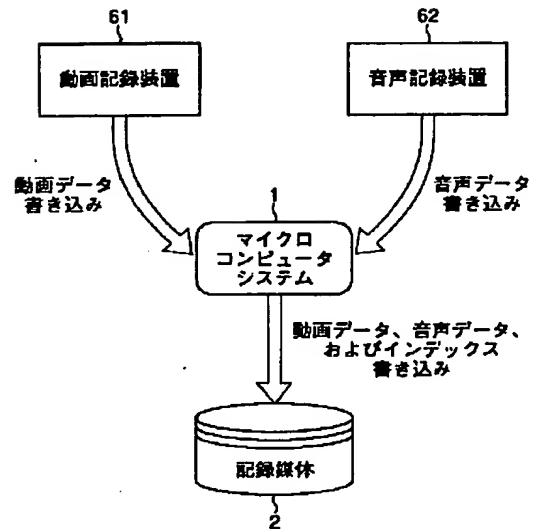 61
62
動画記録装置
音声記録装置
動画データ
書き込み
音声データ
書き込み
1
マイクロ
コンピュータ
システム
動画データ、音声データ、
およびインデックス
書き込み
記録媒体
2